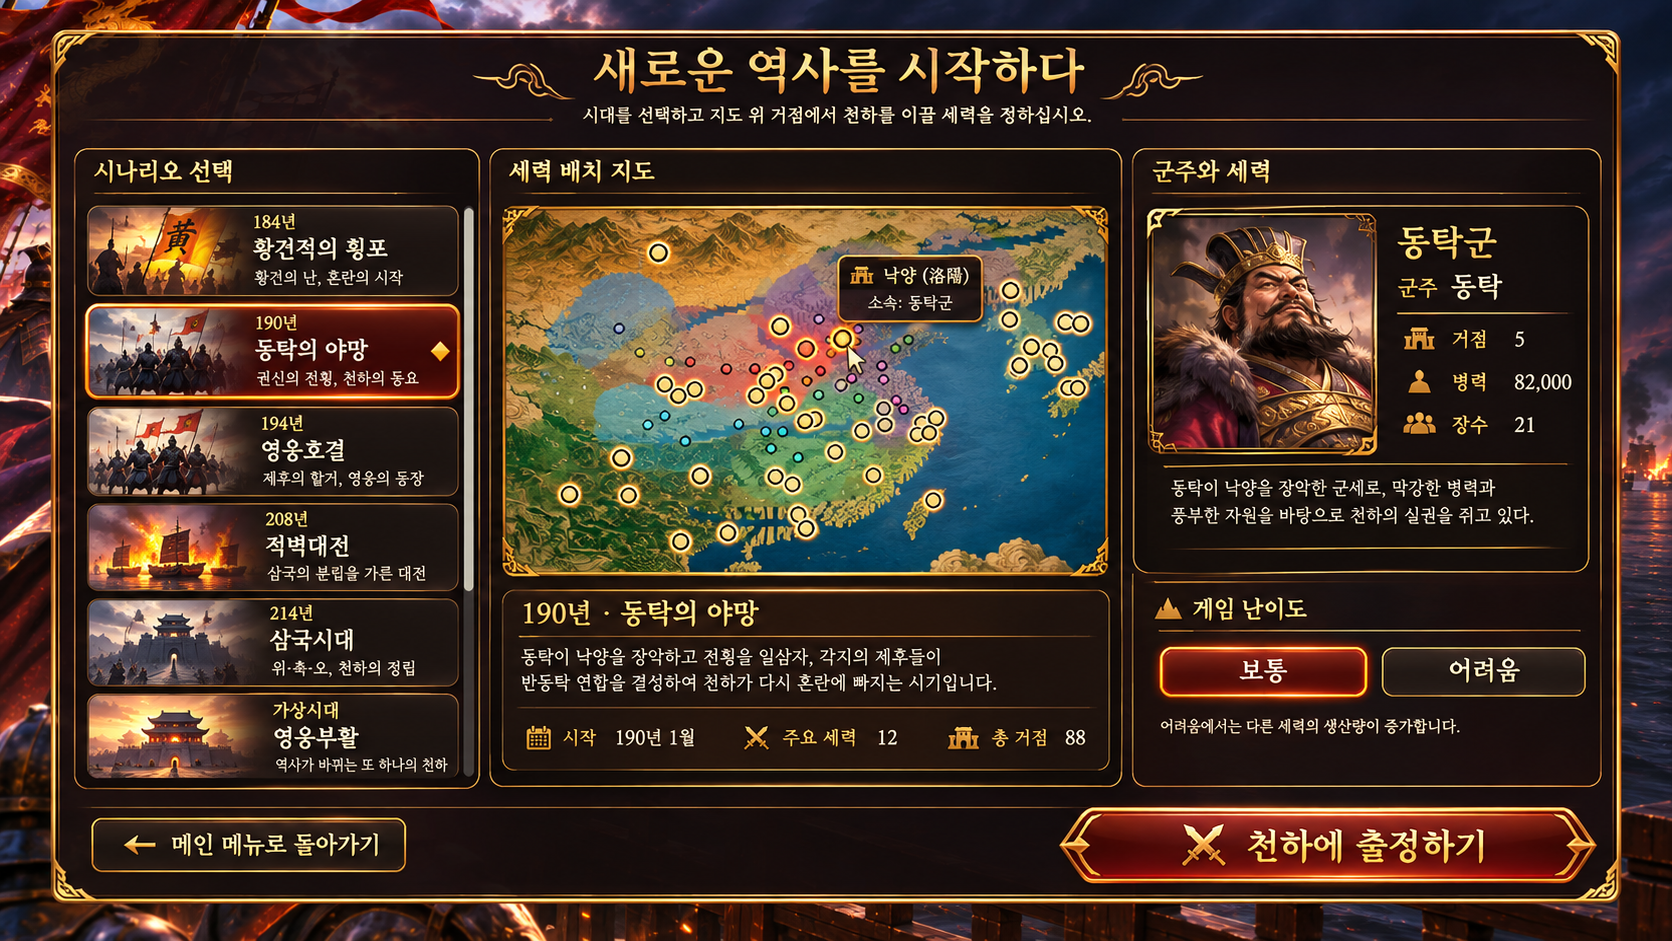 새로운 역사를 시작하다
시대를 선택하고 지도 위 거점에서 천하를 이끌 세력을 정하십시오.
시나리오 선택
黃
184년
황건적의 횡포
황건의 난, 혼란의 시작
190년
동탁의 야망
권신의 전횡, 천하의 동요
194년
영웅호결
제후의 할거, 영웅의 동장
208년
적벽대전
삼국의 분립을 가른 대전
214년
삼국시대
위·촉·오, 천하의 정립
가상시대
영웅부활
역사가 바뀌는 또 하나의 천하
세력 배치 지도
낙양 (洛陽)
소속: 동탁군
190년 · 동탁의 야망
동탁이 낙양을 장악하고 전횡을 일삼자, 각지의 제후들이
반동탁 연합을 결성하여 천하가 다시 혼란에 빠지는 시기입니다.
시작 190년 1월 주요 세력 12 총 거점 88
군주와 세력
동탁군
군주 동탁
거점 5
병력 82,000
장수 21
동탁이 낙양을 장악한 군세로, 막강한 병력과
풍부한 자원을 바탕으로 천하의 실권을 쥐고 있다.
게임 난이도
보통 어려움
어려움에서는 다른 세력의 생산량이 증가합니다.
메인 메뉴로 돌아가기
천하에 출정하기